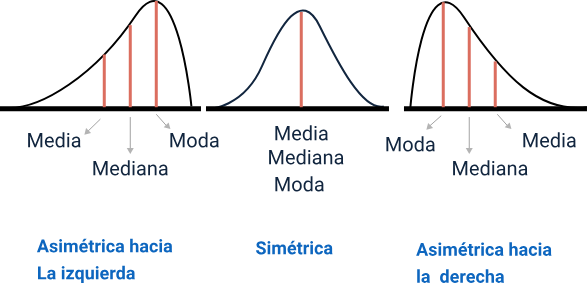 Media
Moda
Mediana
Media
Mediana
Moda
Moda
Media
Mediana
Asimétrica hacia
La izquierda
Simétrica
Asimétrica hacia
la derecha